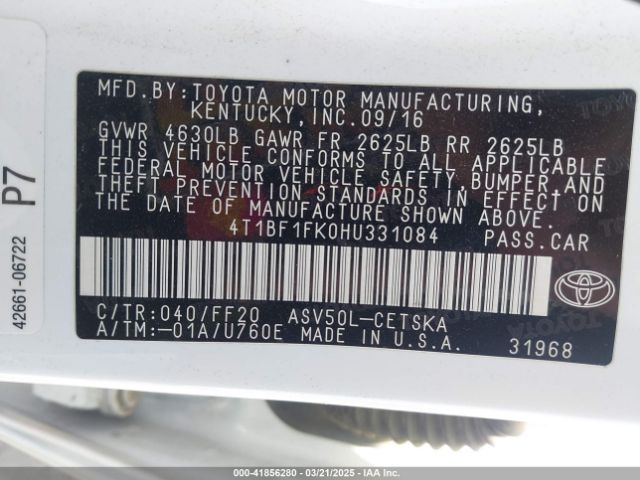 MFD.BY:TOYOTA MOTOR MANUFACTURING,
KENTUCKY, INC.09/16
GVWR 4630LB GAWR FR 2625LB RR 2625LB
THIS VEHICLE CONFORMS TO ALL APPLICABLE
FEDERAL MOTOR VEHICLE SAFETY,BUMPER,AND
THEFT PREVENTION STANDARDS IN EFFECT ON
THE DATE OF MANUFACTURE SHOWN ABOVE.
4T1BF1FK0HU331084 PASS.CAR
C/TR:040/FF20 ASV50L-CETSKA
A/TM:-01A/U760E MADE IN U.S.A. 31968
P7
42661-06722
000-41856280 - 03/21/2025 - IAA Inc.